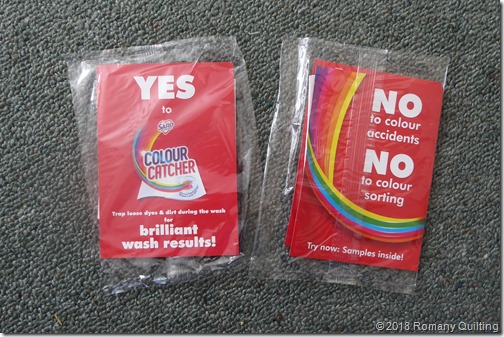 YES
to
SARD
COLOUR
CATCHER
Trap loose dyes & dirt during the wash
for
brilliant
wash results!
NO
to colour
accidents
NO
to colour
sorting
Try now: Samples inside!
©2018 Romany Quilting